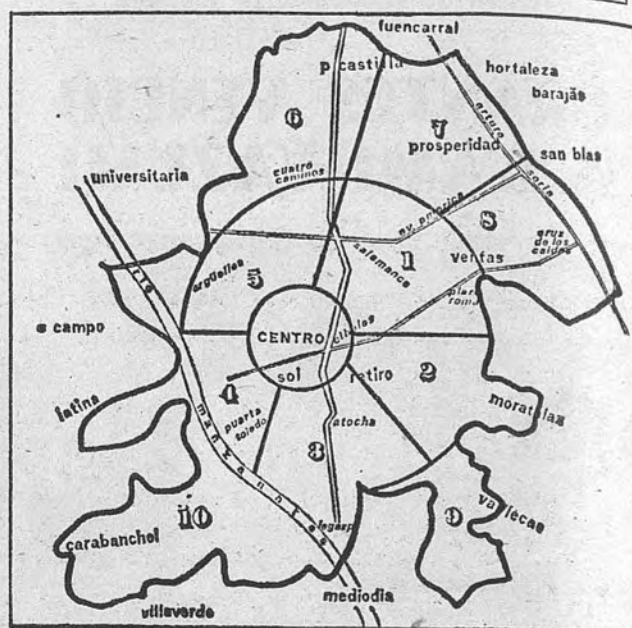 fuencarral
p castilla
hortaleza
barajas
6
7
arturo
prosperidad
san blas
soria
cuatro caminos
universitaria
av. america
8
cruz de los caidos
1
ventas
salamanca
argüelles
5
plaza roma
rio
CENTRO
cibeles
e campo
sol
retiro
2
4
latina
moratalaz
puerta toledo
atocha
3
manzanares
9
vallecas
10
legazpi
carabanchel
mediodia
villaverde